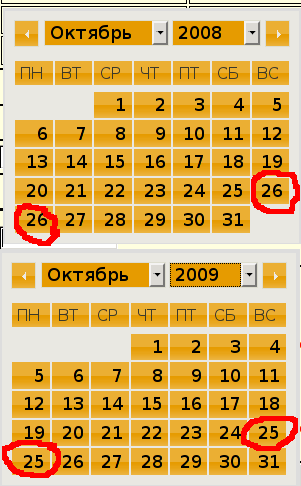 Октябрь 2008
ПН ВТ СР ЧТ ПТ СБ ВС
1 2 3 4 5
6 7 8 9 10 11 12
13 14 15 16 17 18 19
20 21 22 23 24 25 26
26 27 28 29 30 31
Октябрь 2009
ПН ВТ СР ЧТ ПТ СБ ВС
1 2 3 4
5 6 7 8 9 10 11
12 13 14 15 16 17 18
19 20 21 22 23 24 25
25 26 27 28 29 30 31